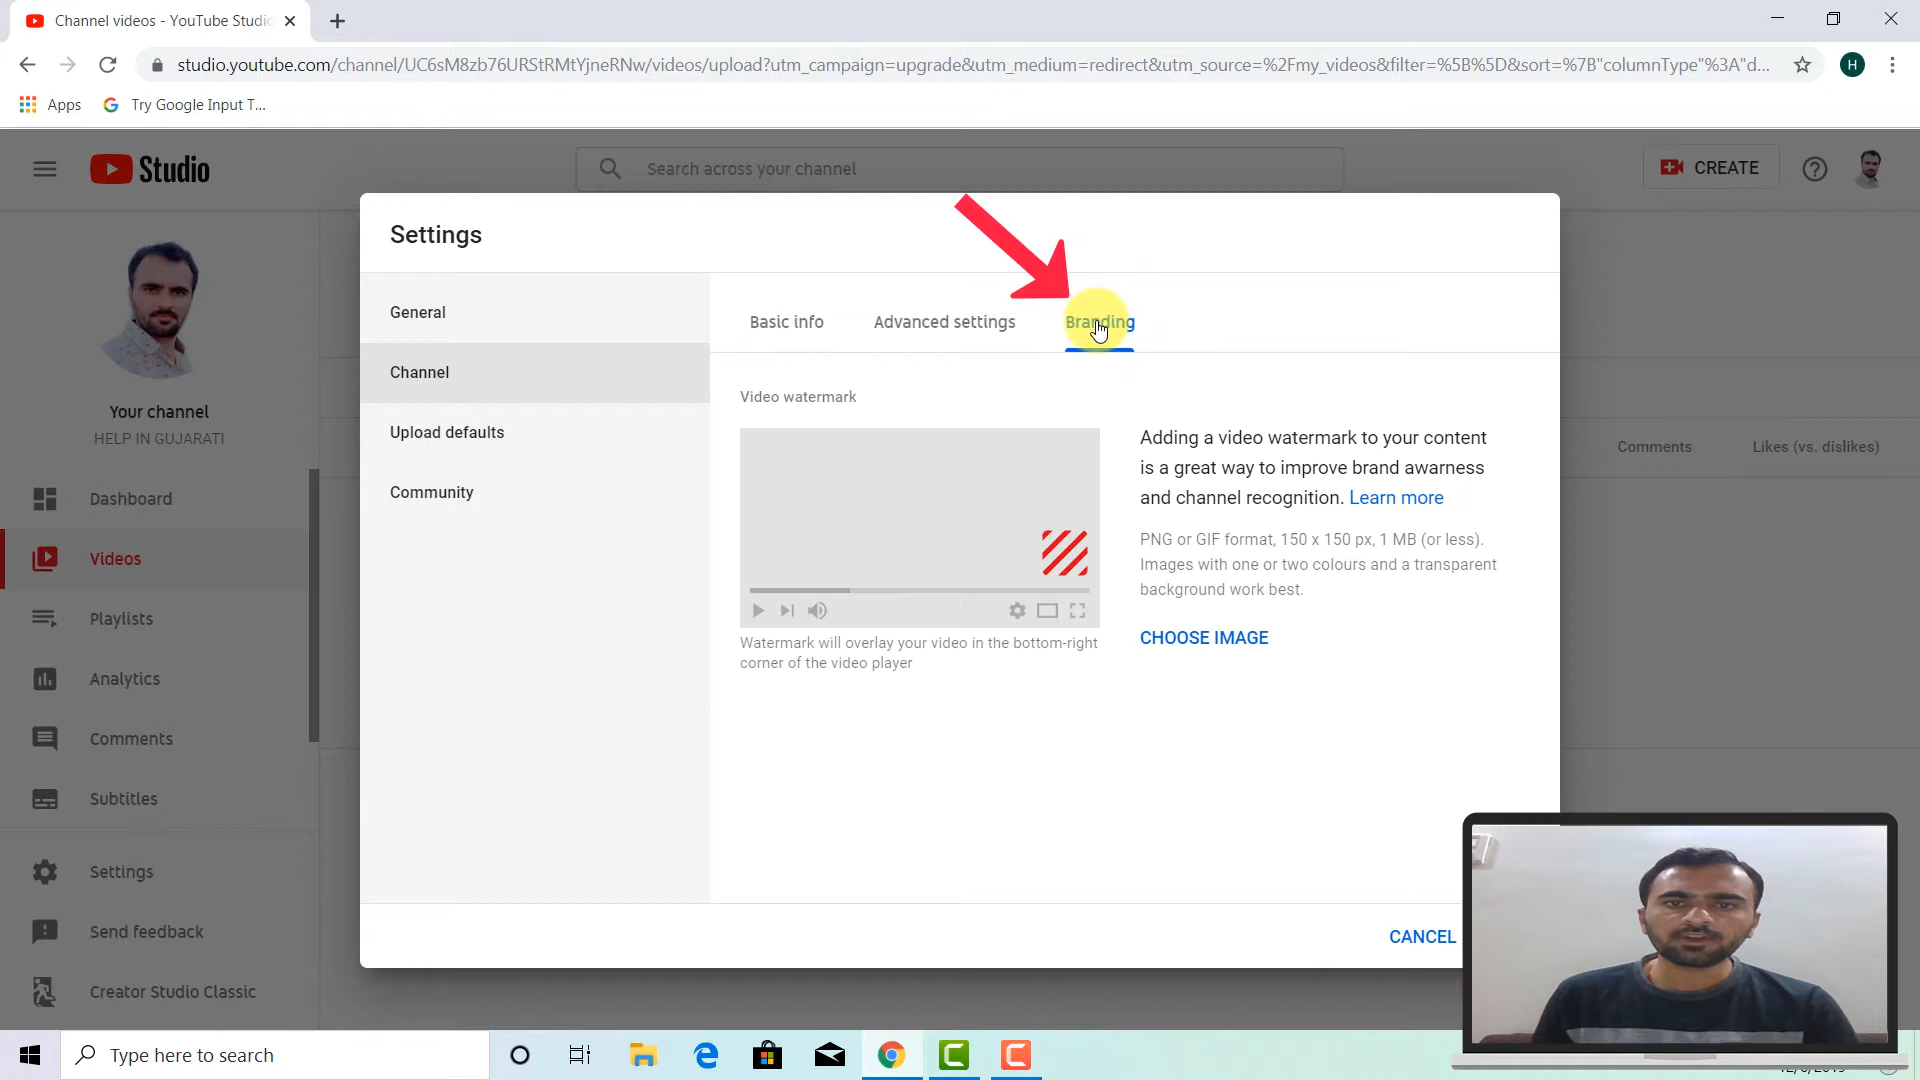 Channel videos - YouTube Studio
studio.youtube.com/channel/UC6sM8zb76URStRMtYjneRNw/videos/upload?utm_campaign=upgrade&utm_medium=redirect&utm_source=%2Fmy_videos&filter=%5B%5D&sort=%7B"columnType"%3A"d...
H
Apps
Try Google Input T...
Studio
Search across your channel
CREATE
Settings
General
Channel
Upload defaults
Community
Basic info
Advanced settings
Branding
Video watermark
Adding a video watermark to your content
is a great way to improve brand awarness
and channel recognition. Learn more
PNG or GIF format, 150 x 150 px, 1 MB (or less).
Images with one or two colours and a transparent
background work best.
CHOOSE IMAGE
Watermark will overlay your video in the bottom-right
corner of the video player
CANCEL
Your channel
HELP IN GUJARATI
Dashboard
Videos
Playlists
Analytics
Comments
Subtitles
Settings
Send feedback
Creator Studio Classic
Comments
Likes (vs. dislikes)
Type here to search